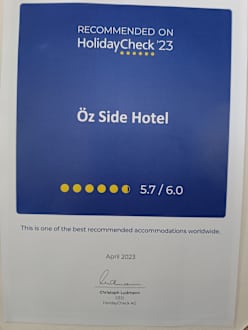 RECOMMENDED ON
HolidayCheck '23
Öz Side Hotel
5.7 / 6.0
This is one of the best recommended accommodations worldwide.
April 2023
Christoph Ludmann
CEO
HolidayCheck AG